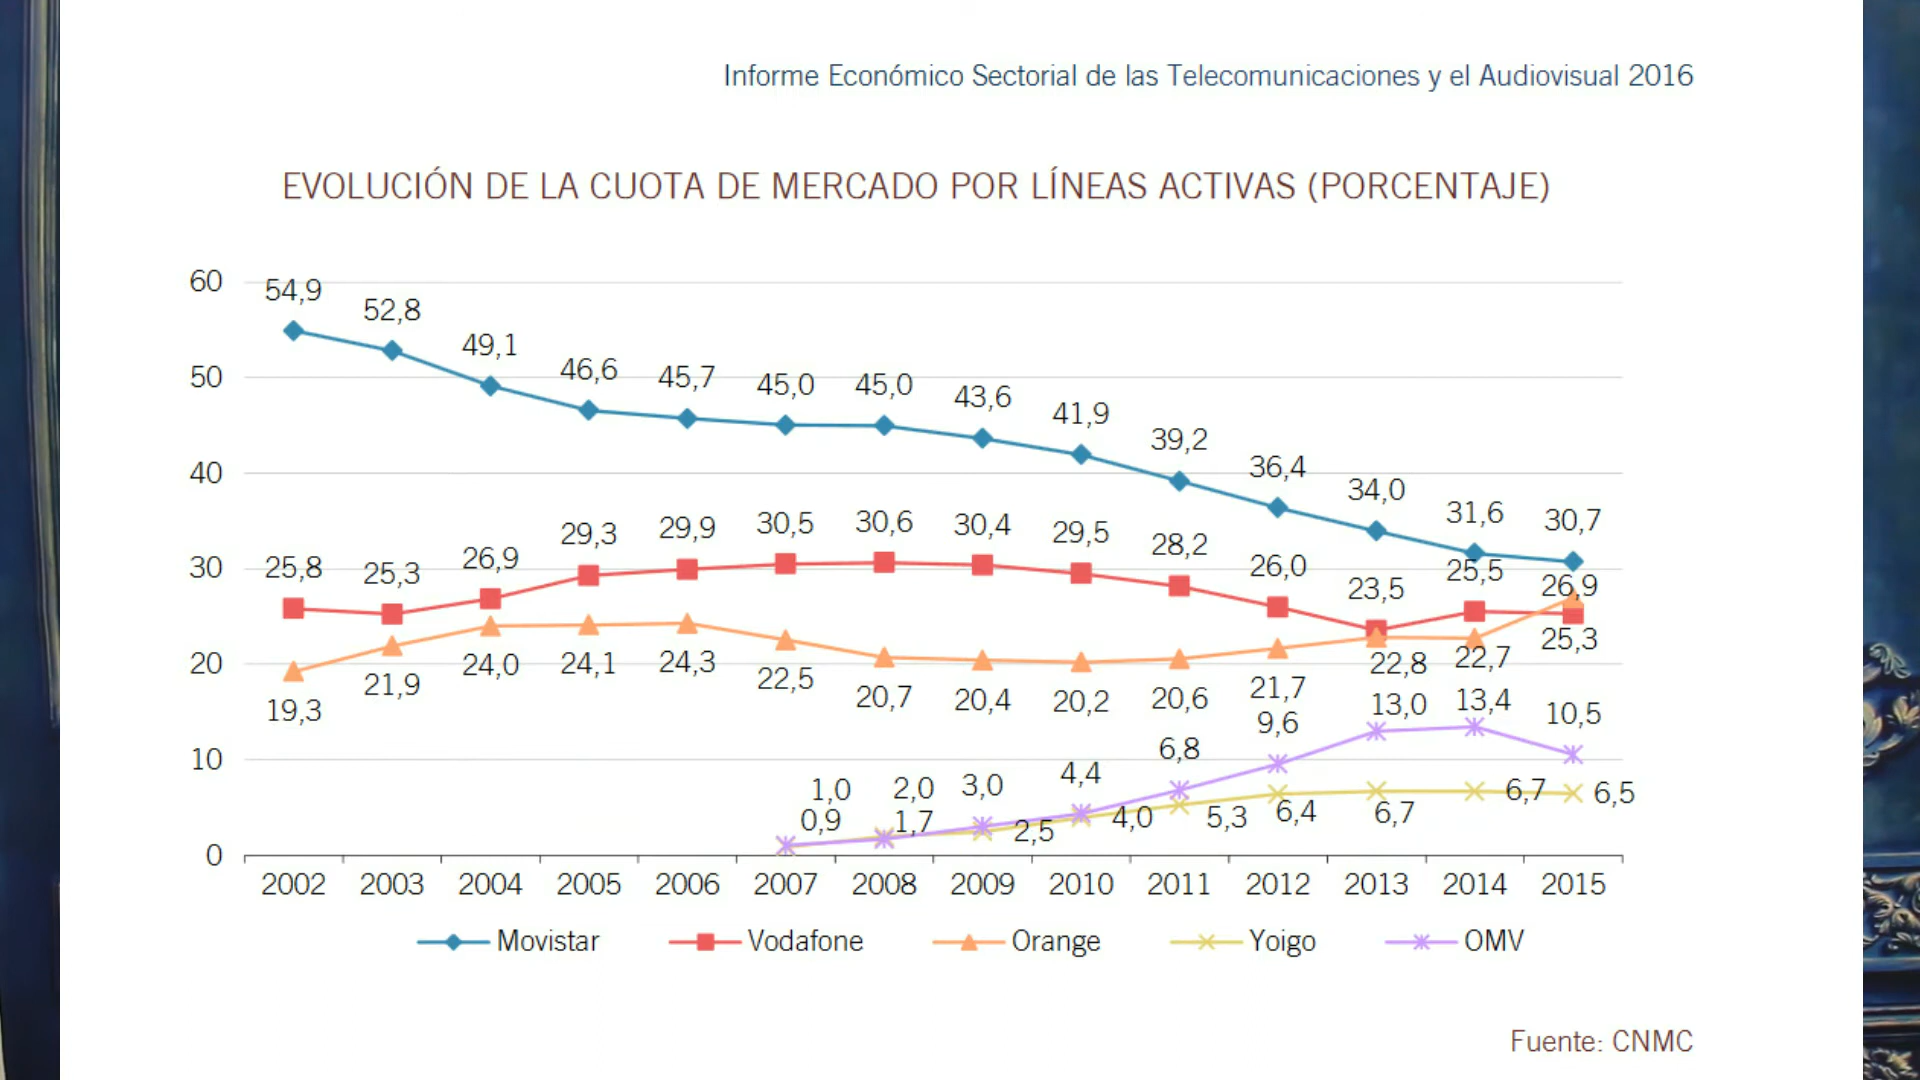 Informe Económico Sectorial de las Telecomunicaciones y el Audiovisual 2016
EVOLUCIÓN DE LA CUOTA DE MERCADO POR LÍNEAS ACTIVAS (PORCENTAJE)
60
50
40
30
20
10
0
54,9 52,8 49,1 46,6 45,7 45,0 45,0 43,6 41,9 39,2 36,4 34,0 31,6 30,7
25,8 25,3 26,9 29,3 29,9 30,5 30,6 30,4 29,5 28,2 26,0 23,5 25,5 25,3
19,3 21,9 24,0 24,1 24,3 22,5 20,7 20,4 20,2 20,6 21,7 22,8 22,7 26,9
1,0 2,0 3,0 4,4 6,8 9,6 13,0 13,4 10,5
0,9 1,7 2,5 4,0 5,3 6,4 6,7 6,7 6,5
2002 2003 2004 2005 2006 2007 2008 2009 2010 2011 2012 2013 2014 2015
Movistar Vodafone Orange Yoigo OMV
Fuente: CNMC